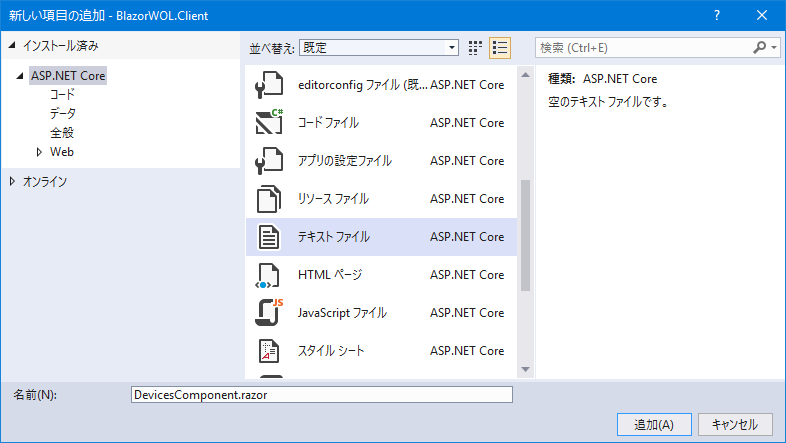 新しい項目の追加 - BlazorWOL.Client
インストール済み
並べ替え: 既定
検索 (Ctrl+E)
ASP.NET Core
コード
データ
全般
Web
オンライン
editorconfig ファイル (既... ASP.NET Core
C#
コード ファイル ASP.NET Core
アプリの設定ファイル ASP.NET Core
リソース ファイル ASP.NET Core
テキスト ファイル ASP.NET Core
HTML ページ ASP.NET Core
JS
JavaScript ファイル ASP.NET Core
スタイル シート ASP.NET Core
種類: ASP.NET Core
空のテキスト ファイルです。
名前(N): DevicesComponent.razor
追加(A) キャンセル